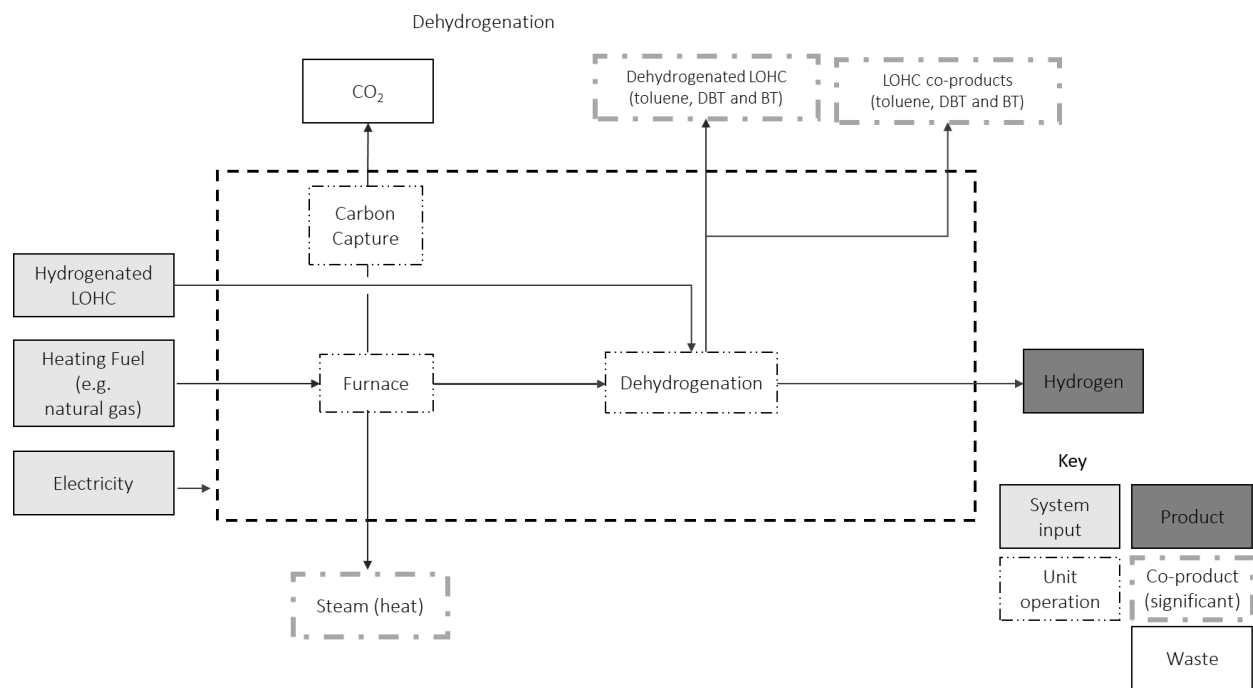 Dehydrogenation
CO₂
Dehydrogenated LOHC
(toluene, DBT and BT)
LOHC co-products
(toluene, DBT and BT)
Carbon
Capture
Hydrogenated
LOHC
Heating Fuel
(e.g.
natural gas)
Furnace
Dehydrogenation
Hydrogen
Electricity
Steam (heat)
Key
System
input
Product
Unit
operation
Co-product
(significant)
Waste